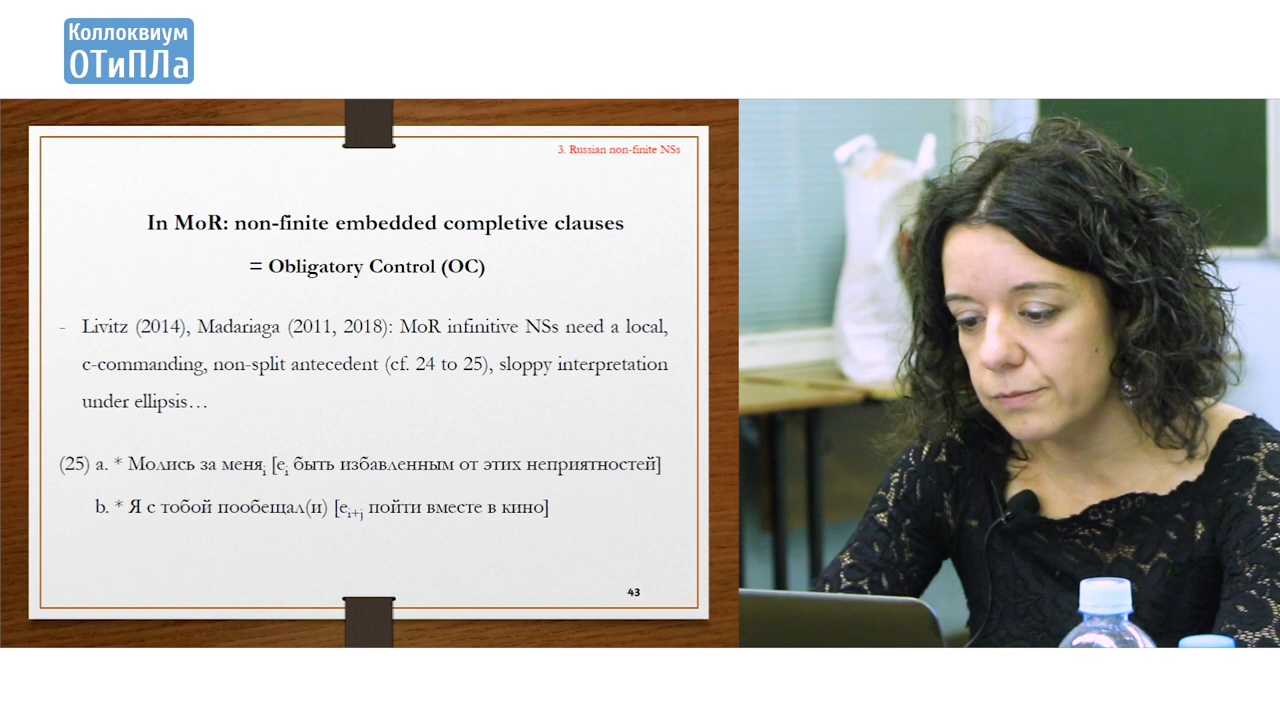 Коллоквиум
ОТиПЛа
3. Russian non-finite NSs
In MoR: non-finite embedded completive clauses
= Obligatory Control (OC)
- Livitz (2014), Madariaga (2011, 2018): MoR infinitive NSs need a local,
c-commanding, non-split antecedent (cf. 24 to 25), sloppy interpretation
under ellipsis…
(25) a. * Молись за меняi [ei быть избавленным от этих неприятностей]
b. * Я с тобой пообещал(и) [ei+j пойти вместе в кино]
43